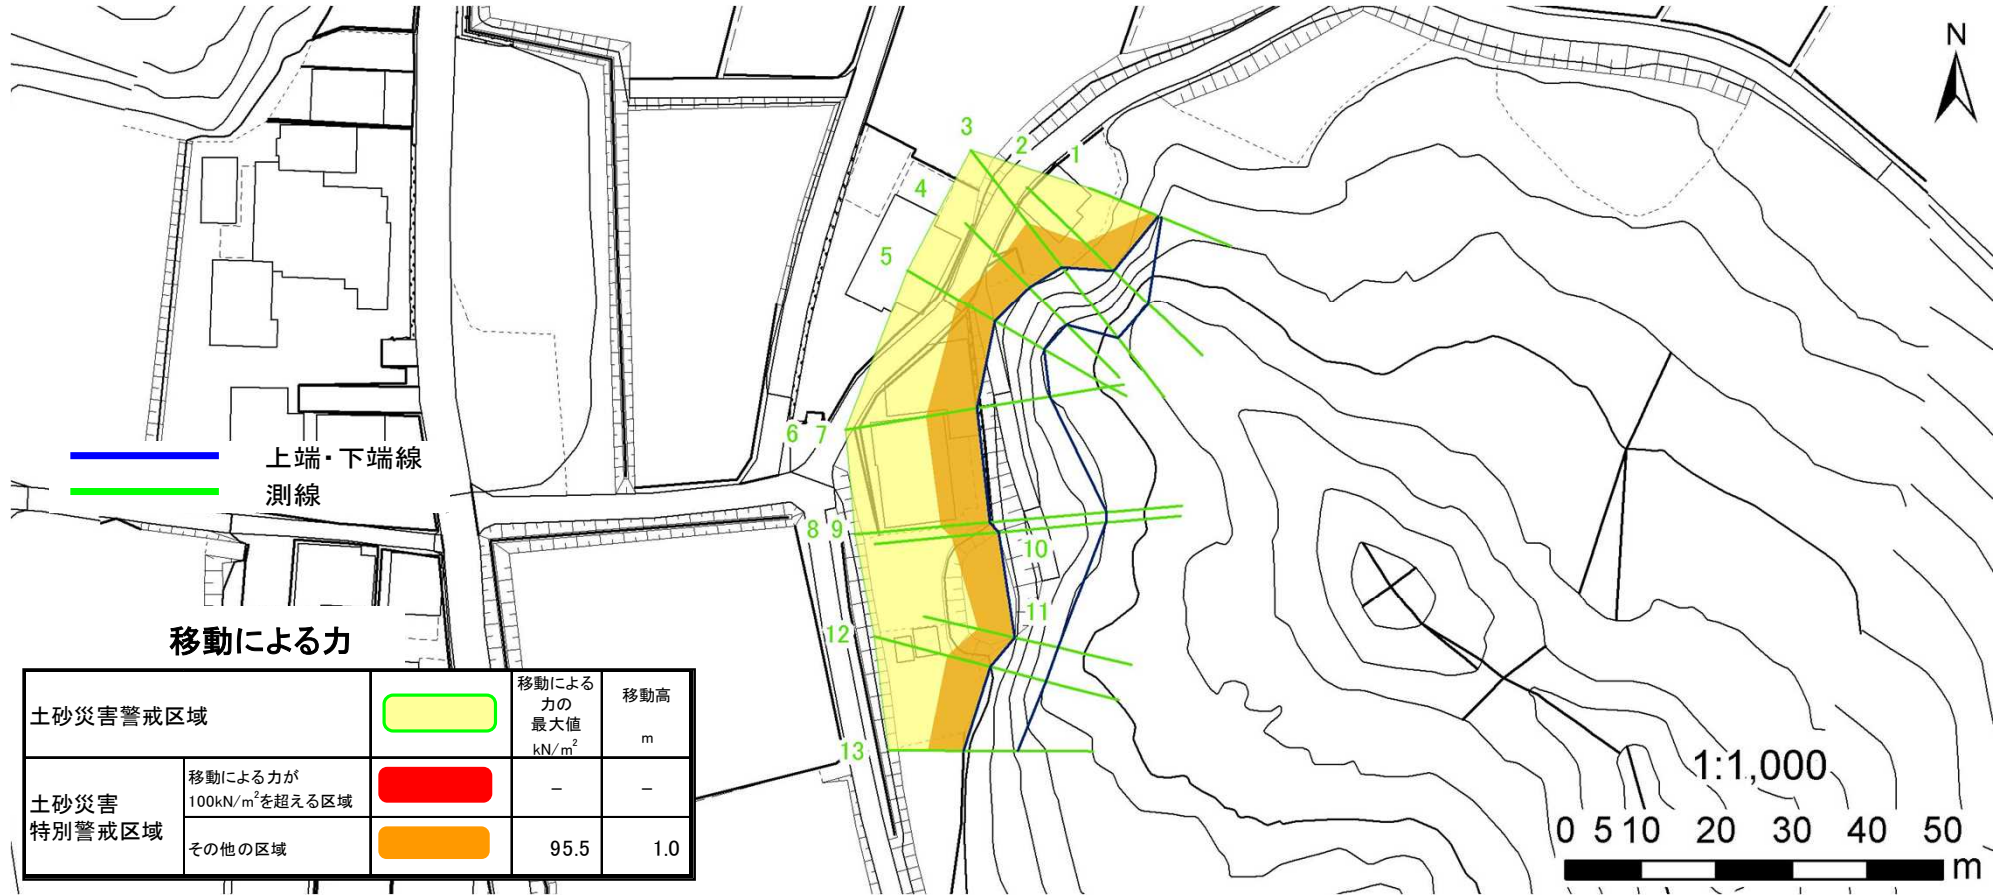 N
3
2
1
4
5
6
7
上端・下端線
測線
8
9
10
11
12
13
移動による力
土砂災害警戒区域
移動による
力の
最大値
kN/m²
移動高
m
土砂災害
特別警戒区域
移動による力が
100kN/m²を超える区域
－
－
その他の区域
95.5
1.0
1:1,000
0 5 10 20 30 40 50
m